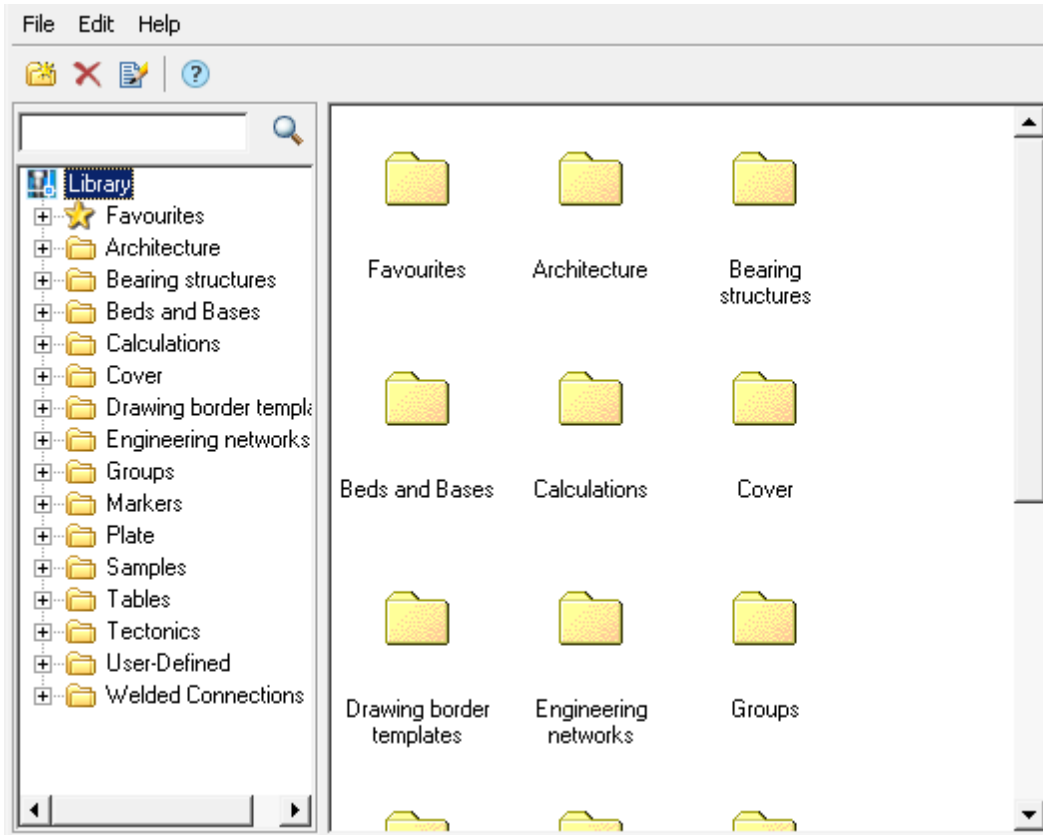 File Edit Help
Library
Favourites
Architecture
Bearing structures
Beds and Bases
Calculations
Cover
Drawing border templa
Engineering networks
Groups
Markers
Plate
Samples
Tables
Tectonics
User-Defined
Welded Connections
Favourites Architecture Bearing
structures
Beds and Bases Calculations Cover
Drawing border Engineering Groups
templates networks